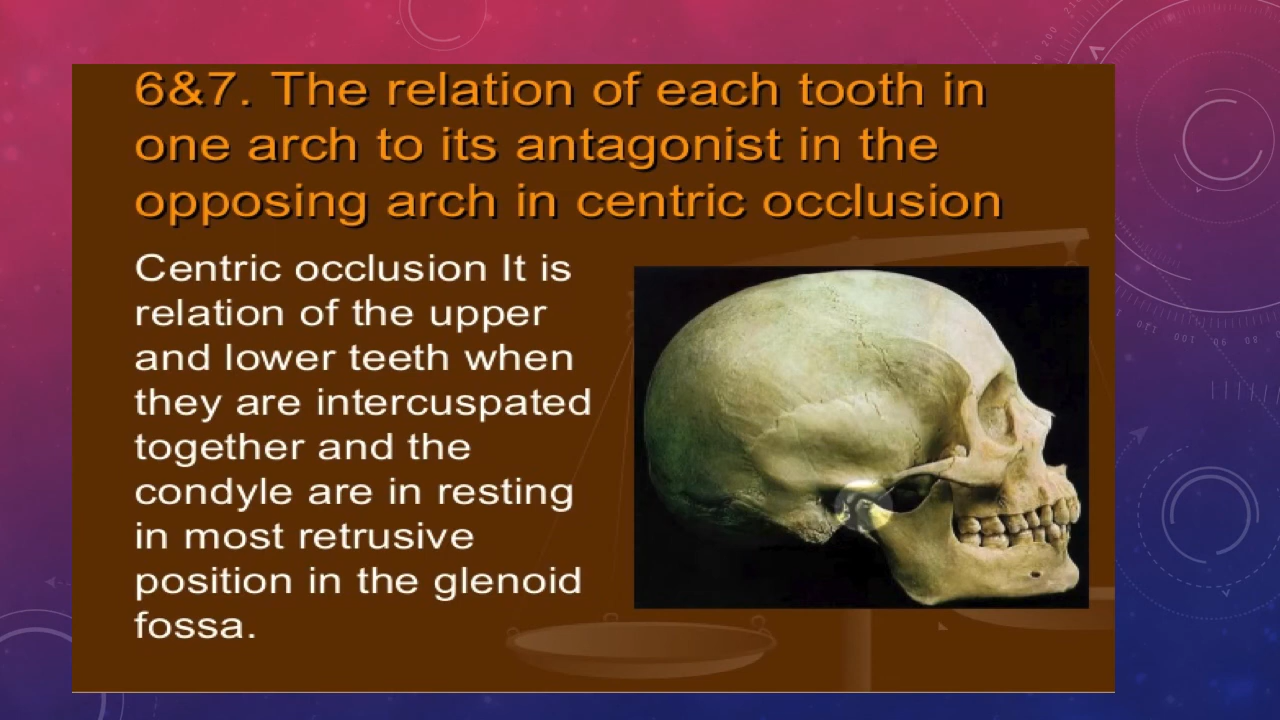 6&7. The relation of each tooth in
one arch to its antagonist in the
opposing arch in centric occlusion
Centric occlusion It is
relation of the upper
and lower teeth when
they are intercuspated
together and the
condyle are in resting
in most retrusive
position in the glenoid
fossa.